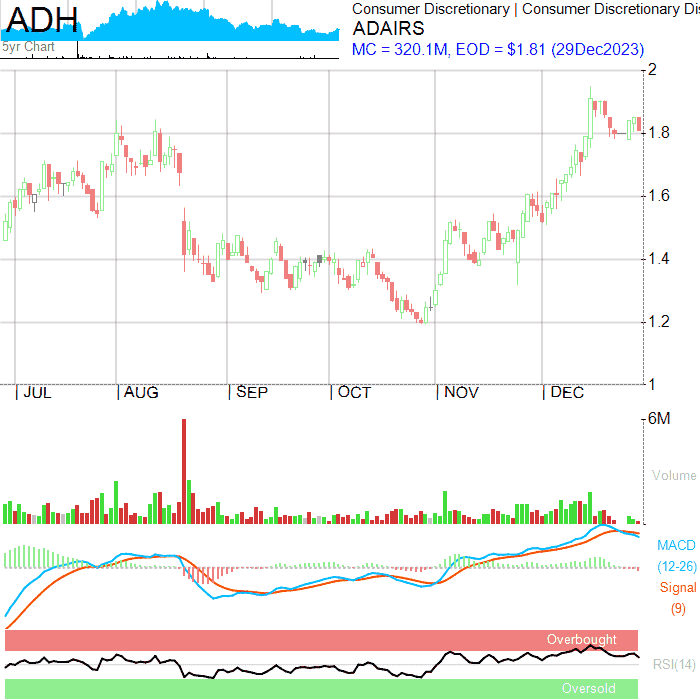 ADH
5yr Chart
Consumer Discretionary | Consumer Discretionary Dis
ADAIRS
MC = 320.1M, EOD = $1.81 (29Dec2023)
2
1.8
1.6
1.4
1.2
1
JUL AUG SEP OCT NOV DEC
6M
Volume
MACD
(12-26)
Signal
(9)
Overbought
RSI(14)
Oversold